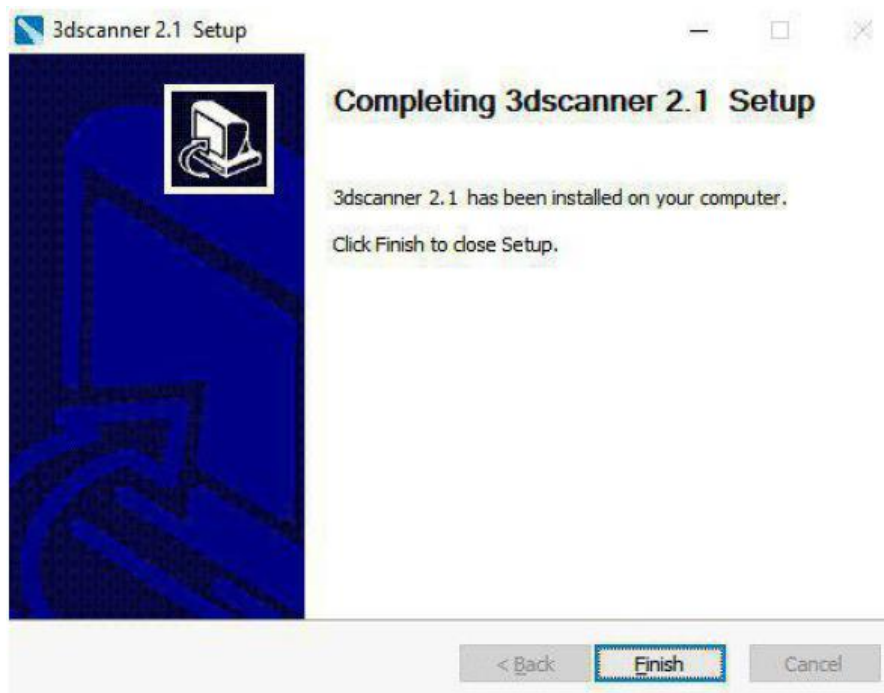 3dscanner 2.1 Setup
Completing 3dscanner 2.1 Setup
3dscanner 2.1 has been installed on your computer.
Click Finish to close Setup.
< Back Finish Cancel